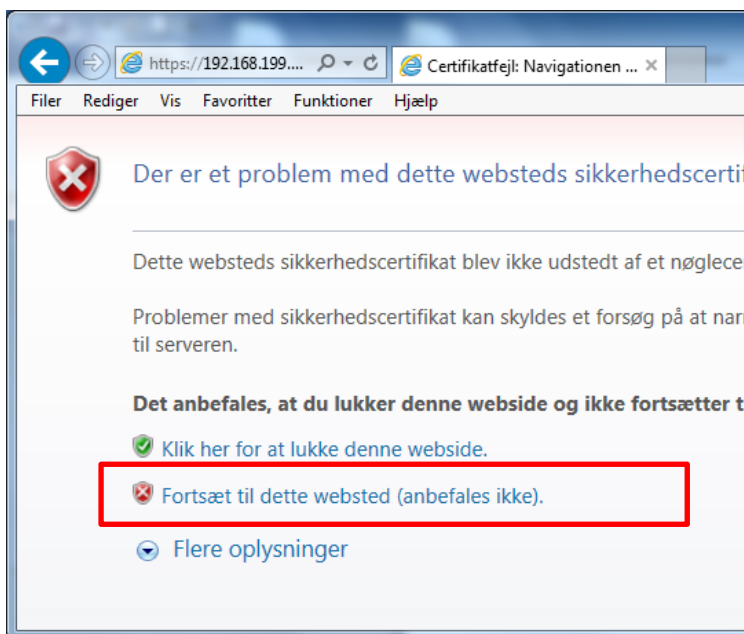 https://192.168.199....
Certifikatfejl: Navigationen ...
Filer Rediger Vis Favoritter Funktioner Hjælp
Der er et problem med dette websteds sikkerhedscertif
Dette websteds sikkerhedscertifikat blev ikke udstedt af et nøglecer
Problemer med sikkerhedscertifikat kan skyldes et forsøg på at narr
til serveren.
Det anbefales, at du lukker denne webside og ikke fortsætter t
Klik her for at lukke denne webside.
Fortsæt til dette websted (anbefales ikke).
Flere oplysninger